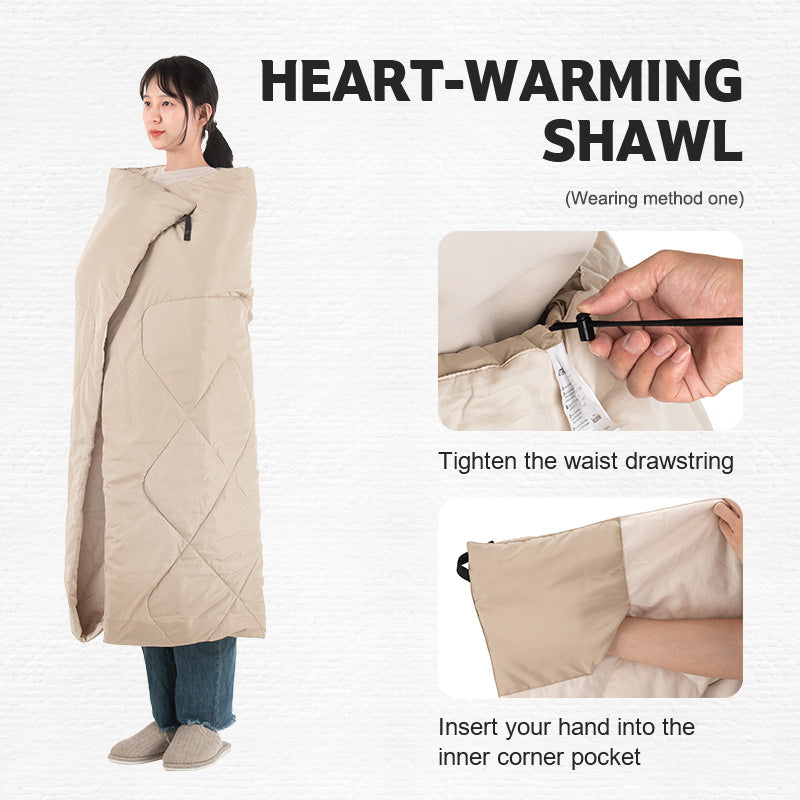 HEART-WARMING
SHAWL
(Wearing method one)
Tighten the waist drawstring
Insert your hand into the
inner corner pocket